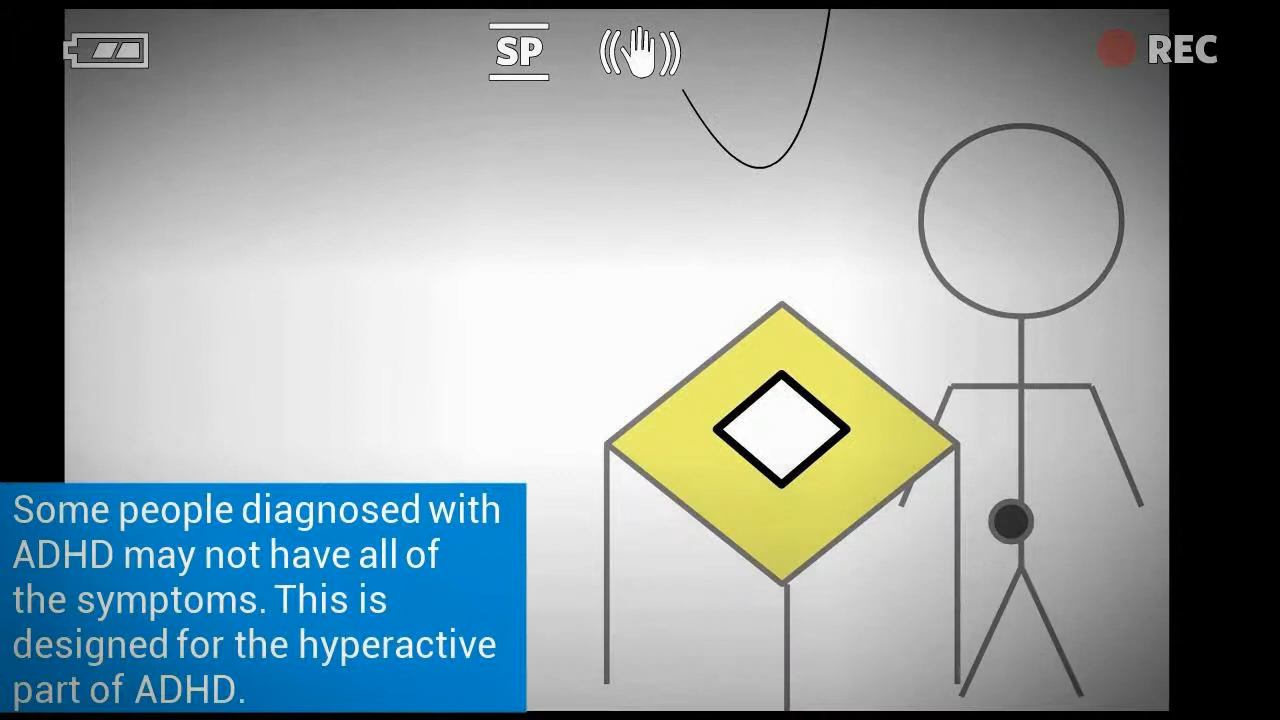 SP
REC
Some people diagnosed with
ADHD may not have all of
the symptoms. This is
designed for the hyperactive
part of ADHD.